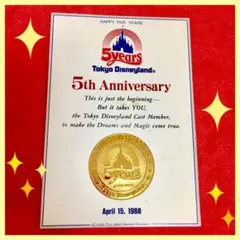 HAPPY FIVE YEARS
5years
Tokyo Disneyland®
5th Anniversary
This is just the beginning—
But it takes YOU,
the Tokyo Disneyland Cast Member,
to make the Dreams and Magic come true.
5years
April 15, 1988